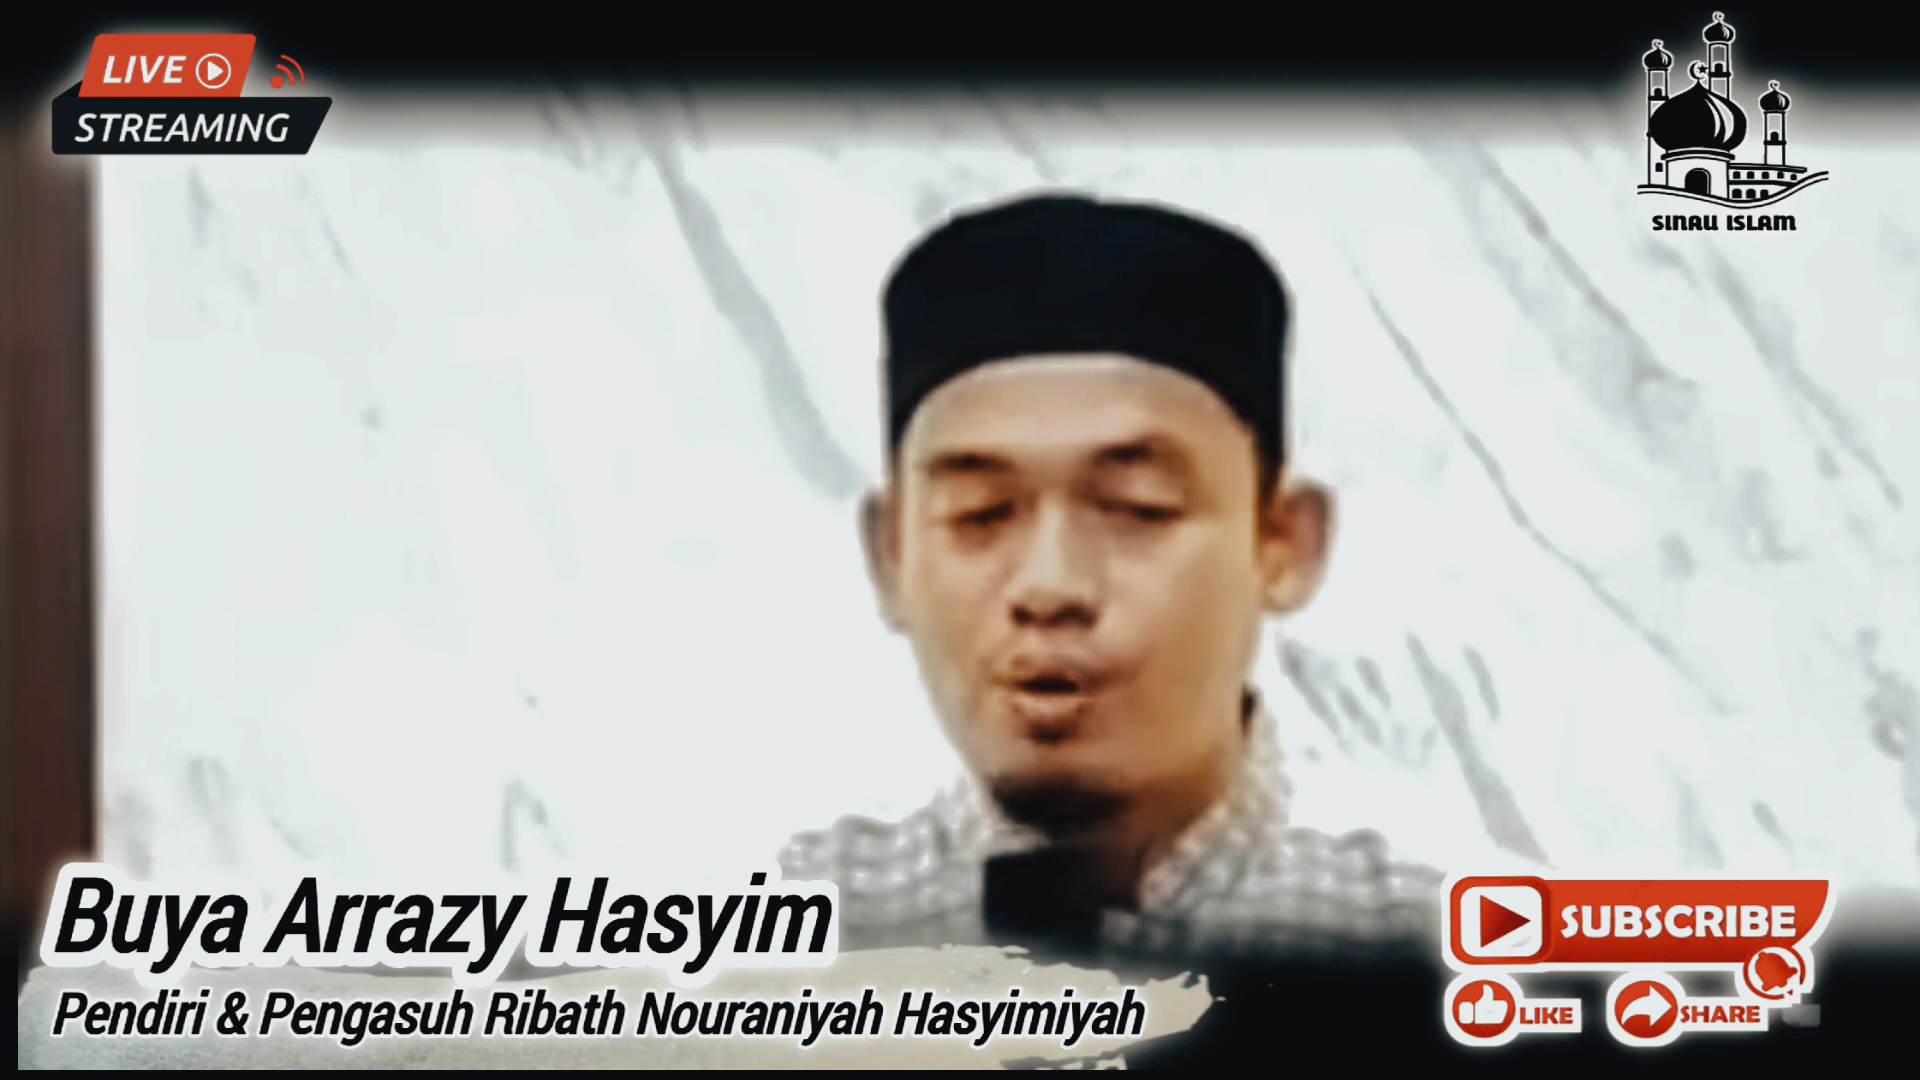 LIVE
STREAMING
SINAU ISLAM
Buya Arrazy Hasyim
Pendiri & Pengasuh Ribath Nouraniyah Hasyimiyah
SUBSCRIBE
LIKE
SHARE